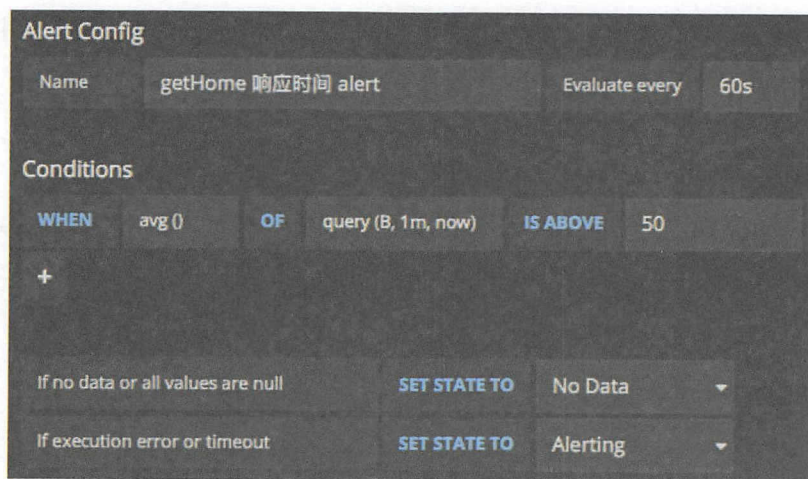 Alert Config
Name getHome 响应时间 alert Evaluate every 60s
Conditions
WHEN avg () OF query (B, 1m, now) IS ABOVE 50
+
If no data or all values are null SET STATE TO No Data
If execution error or timeout SET STATE TO Alerting